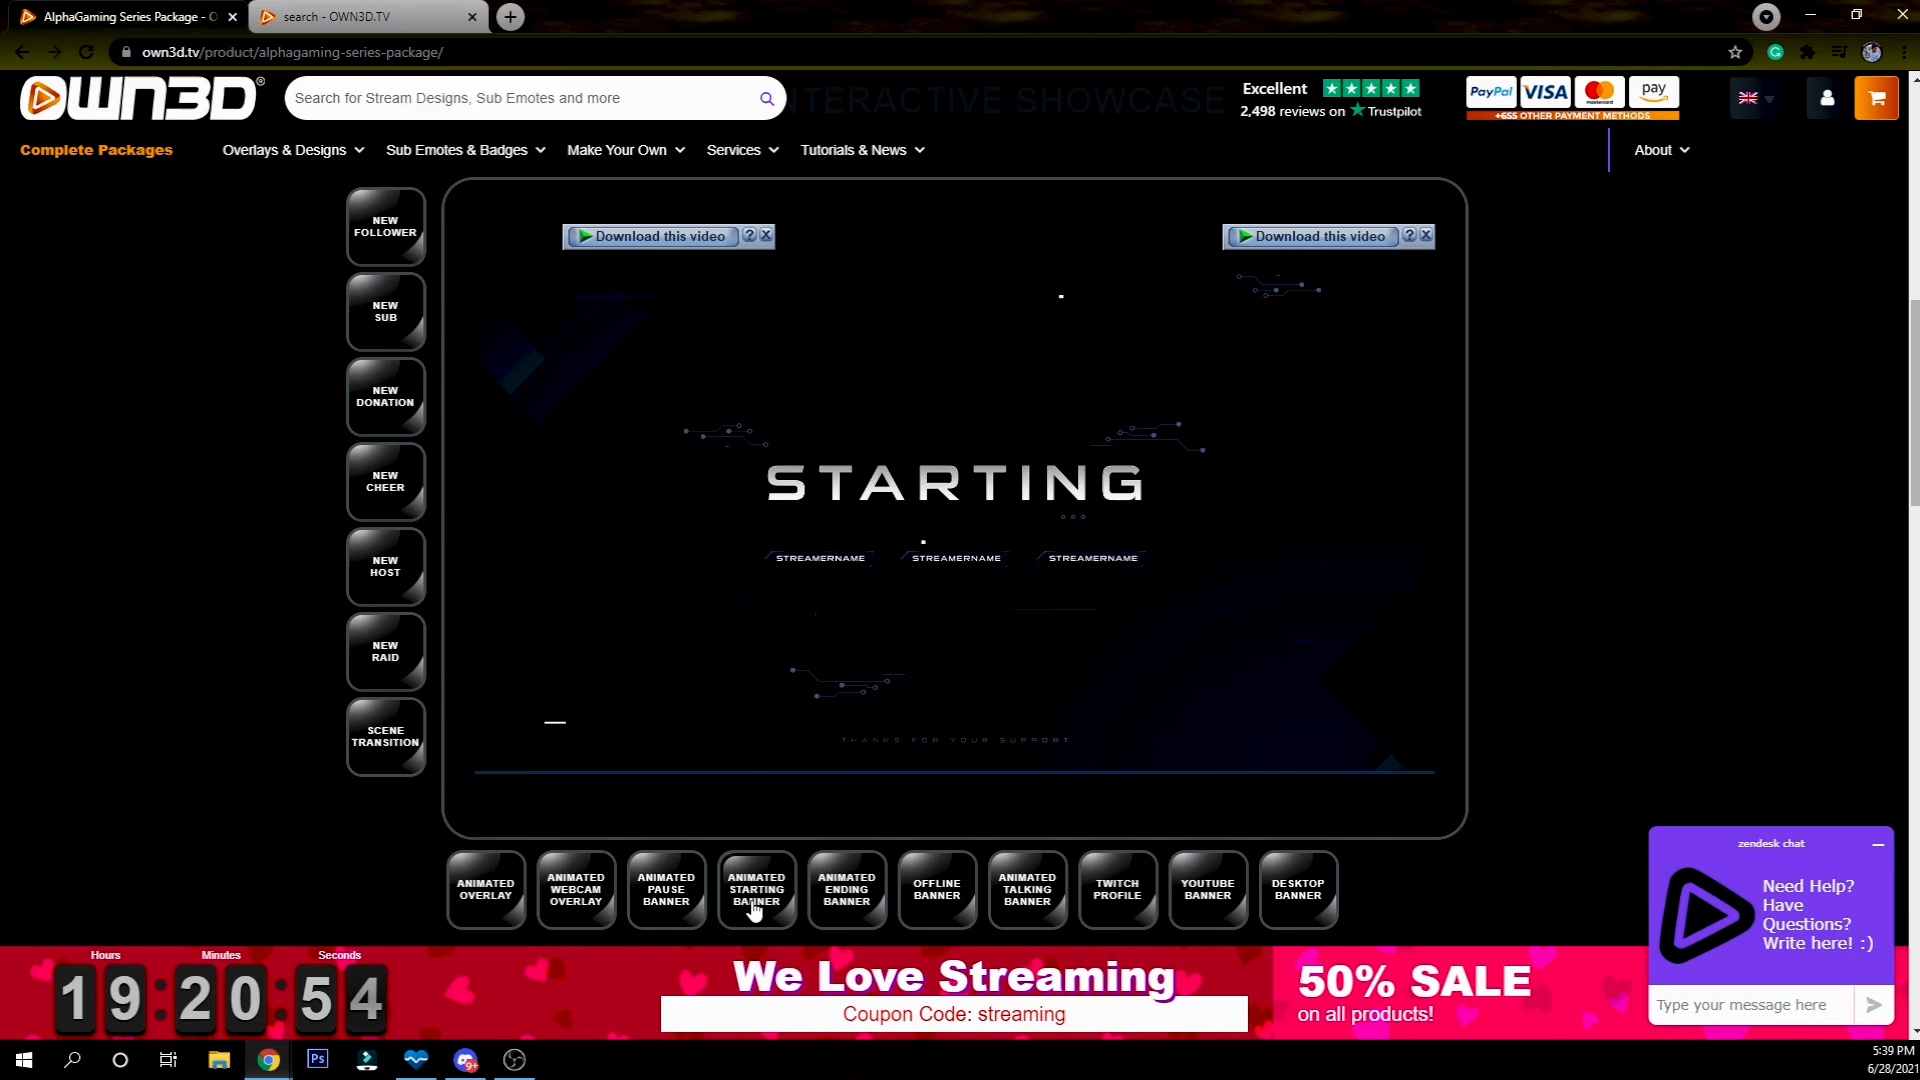 AlphaGaming Series Package - O
search - OWN3D.TV
own3d.tv/product/alphagaming-series-package/
OWN3D®
Search for Stream Designs, Sub Emotes and more
INTERACTIVE SHOWCASE
Excellent
2,498 reviews on Trustpilot
PayPal
VISA
mastercard
pay
+655 OTHER PAYMENT METHODS
Complete Packages
Overlays & Designs
Sub Emotes & Badges
Make Your Own
Services
Tutorials & News
About
NEW
FOLLOWER
NEW
SUB
NEW
DONATION
NEW
CHEER
NEW
HOST
NEW
RAID
SCENE
TRANSITION
Download this video
?
Download this video
?
STARTING
STREAMERNAME
STREAMERNAME
STREAMERNAME
THANKS FOR YOUR SUPPORT
ANIMATED
OVERLAY
ANIMATED
WEBCAM
OVERLAY
ANIMATED
PAUSE
BANNER
ANIMATED
STARTING
BANNER
ANIMATED
ENDING
BANNER
OFFLINE
BANNER
ANIMATED
TALKING
BANNER
TWITCH
PROFILE
YOUTUBE
BANNER
DESKTOP
BANNER
zendesk chat
Need Help?
Have
Questions?
Write here! :)
Type your message here
Hours
Minutes
Seconds
19:20:54
We Love Streaming
Coupon Code: streaming
50% SALE
on all products!
Ps
9+
5:39 PM
6/28/2021